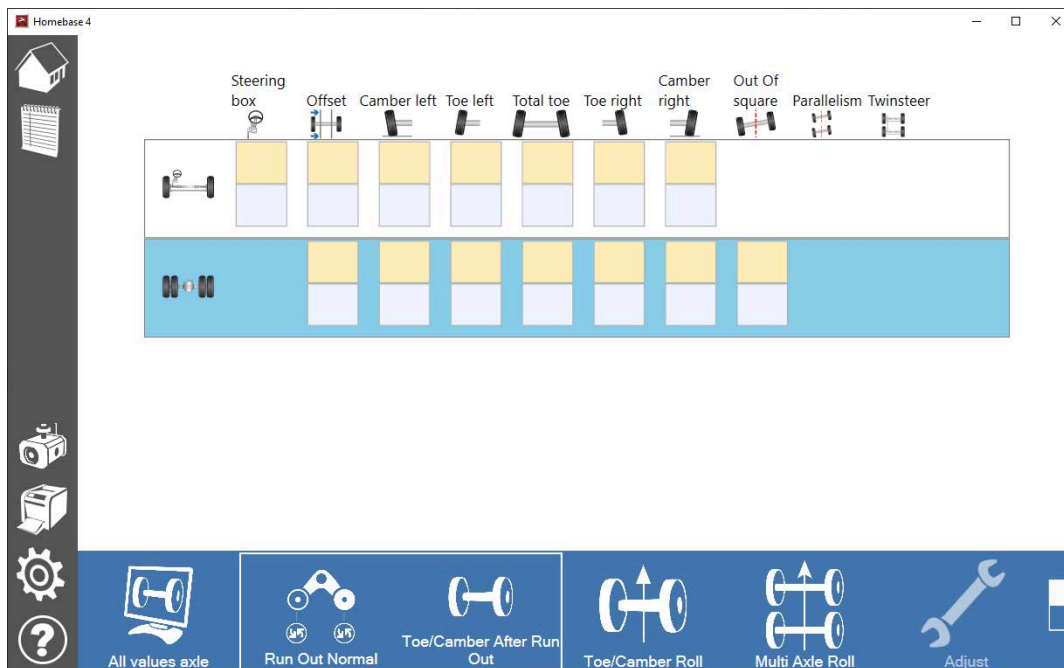 Homebase 4
Steering
box
Offset
Camber left
Toe left
Total toe
Toe right
Camber
right
Out Of
square
Parallelism
Twinsteer
All values axle
Run Out Normal
Toe/Camber After Run
Out
Toe/Camber Roll
Multi Axle Roll
Adjust